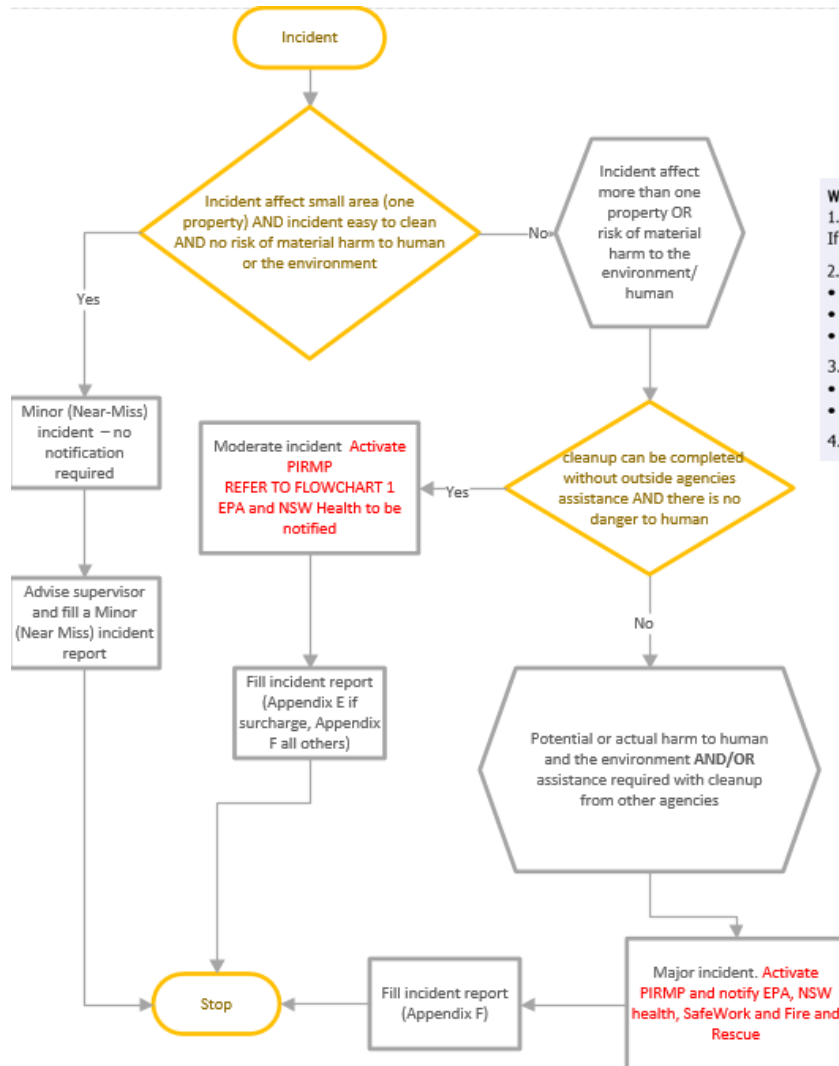 Incident
Incident affect small area (one
property) AND incident easy to clean
AND no risk of material harm to human
or the environment
No
Incident affect
more than one
property OR
risk of material
harm to the
environment/
human
W
1.
If
2.
•
•
•
3.
•
•
4.
Yes
Minor (Near-Miss)
incident – no
notification
required
Moderate incident Activate
PIRMP
REFER TO FLOWCHART 1
EPA and NSW Health to be
notified
Yes
cleanup can be completed
without outside agencies
assistance AND there is no
danger to human
Advise supervisor
and fill a Minor
(Near Miss) incident
report
No
Fill incident report
(Appendix E if
surcharge, Appendix
F all others)
Potential or actual harm to human
and the environment AND/OR
assistance required with cleanup
from other agencies
Stop
Fill incident report
(Appendix F)
Major incident. Activate
PIRMP and notify EPA, NSW
health, SafeWork and Fire and
Rescue